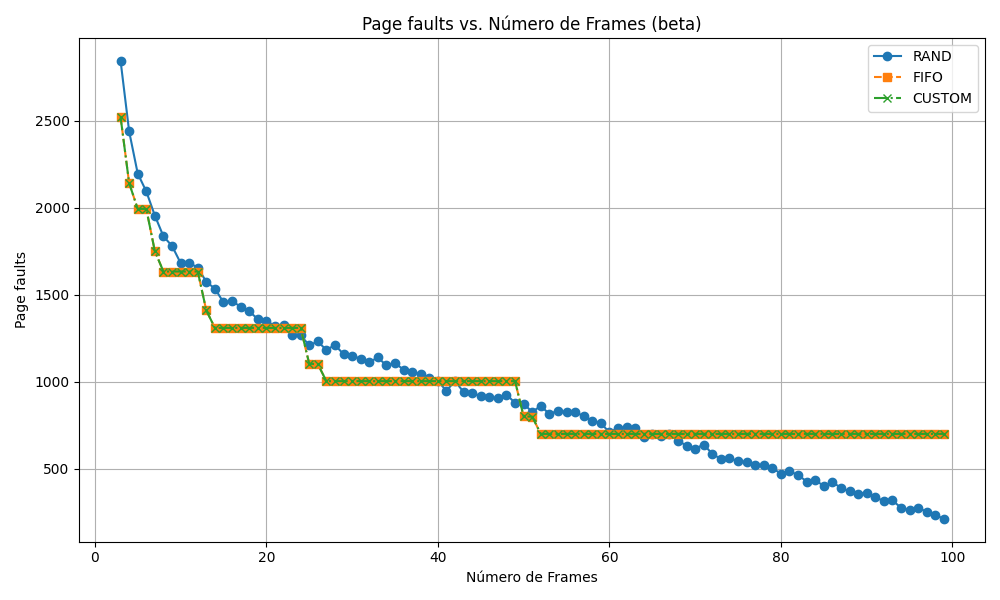 Page faults vs. Número de Frames (beta)
RAND
FIFO
CUSTOM
Page faults
2500
2000
1500
1000
500
0 20 40 60 80 100
Número de Frames